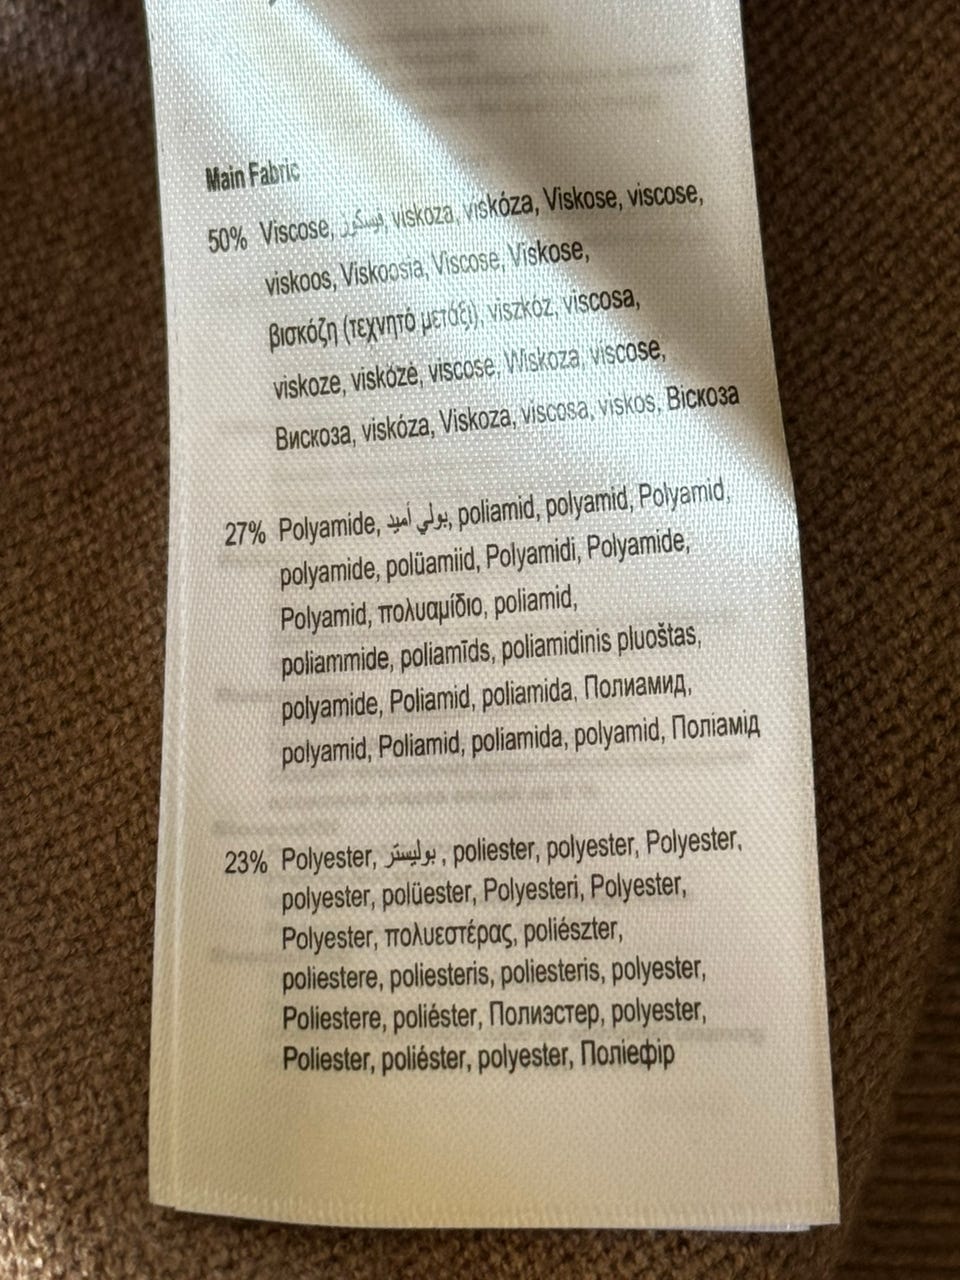 Main Fabric
50% Viscose, فيسكوز, viskoza, viskóza, Viskose, viscose,
viskoos, Viskoosia, Viscose, Viskose,
βισκόζη (τεχνητό μετάξι), viszkóz, viscosa,
viskoze, viskózė, viscose, Wiskoza, viscose,
Вискоза, viskóza, Viskoza, viscosa, viskos, Віскоза
27% Polyamide, بولي أميد, poliamid, polyamid, Polyamid,
polyamide, polüamiid, Polyamidi, Polyamide,
Polyamid, πολυαμίδιο, poliamid,
poliammide, poliamīds, poliamidinis pluoštas,
polyamide, Poliamid, poliamida, Полиамид,
polyamid, Poliamid, poliamida, polyamid, Поліамід
23% Polyester, بوليستر , poliester, polyester, Polyester,
polyester, polüester, Polyesteri, Polyester,
Polyester, πολυεστέρας, poliészter,
poliestere, poliesteris, poliesteris, polyester,
Poliestere, poliéster, Полиэстер, polyester,
Poliester, poliéster, polyester, Поліефір